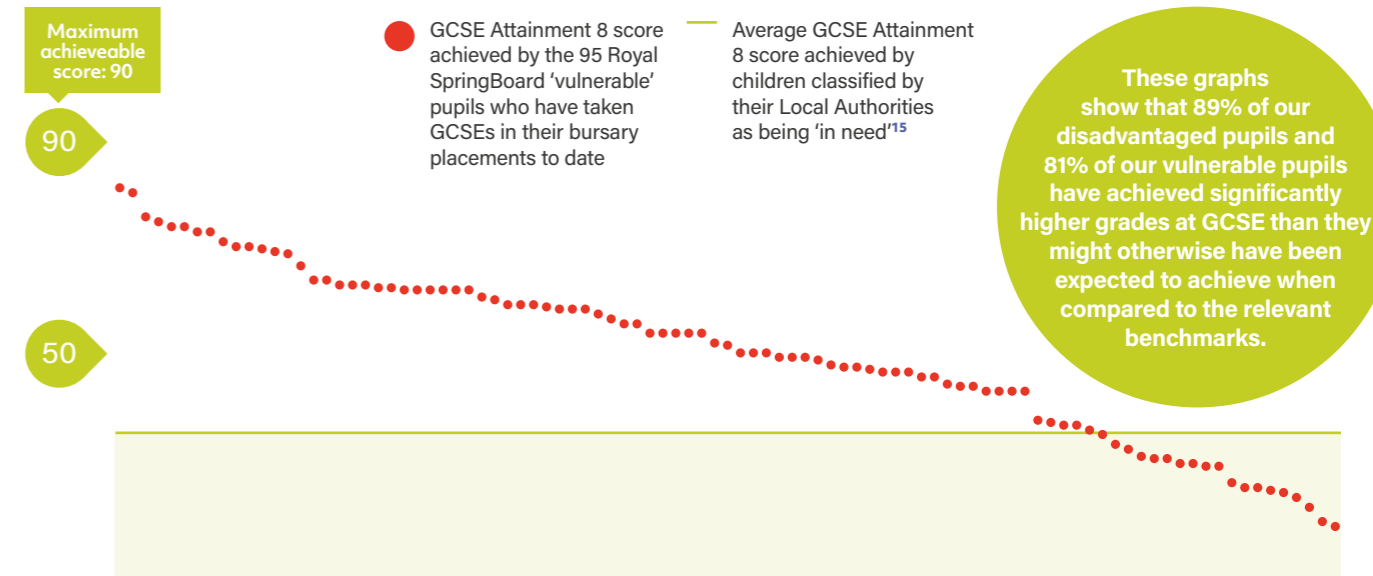 Maximum
achieveable
score: 90
90
50
GCSE Attainment 8 score
achieved by the 95 Royal
SpringBoard ‘vulnerable’
pupils who have taken
GCSEs in their bursary
placements to date
Average GCSE Attainment
8 score achieved by
children classified by
their Local Authorities
as being ‘in need’15
These graphs
show that 89% of our
disadvantaged pupils and
81% of our vulnerable pupils
have achieved significantly
higher grades at GCSE than they
might otherwise have been
expected to achieve when
compared to the relevant
benchmarks.